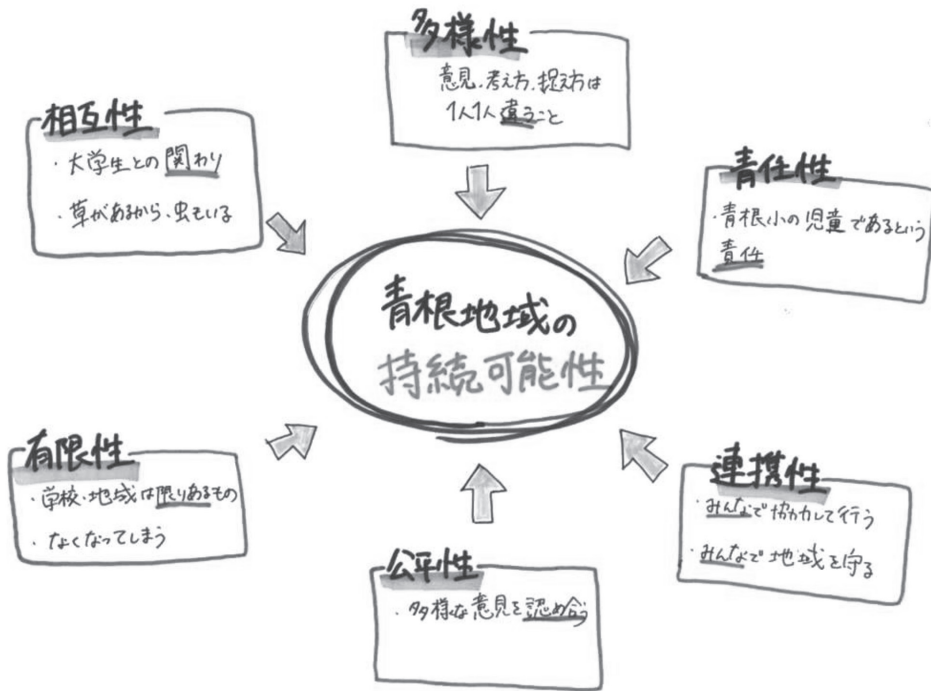 多様性
意見、考え方、捉え方は
1人1人違うこと
相互性
・大学生との関わり
・草があるから、虫もいる
責任性
・青根小の児童であるという
責任
青根地域の
持続可能性
有限性
・学校・地域は限りあるもの
・なくなってしまう
公平性
・多様な意見を認め合う
連携性
・みんなで協力して行う
・みんなで地域を守る